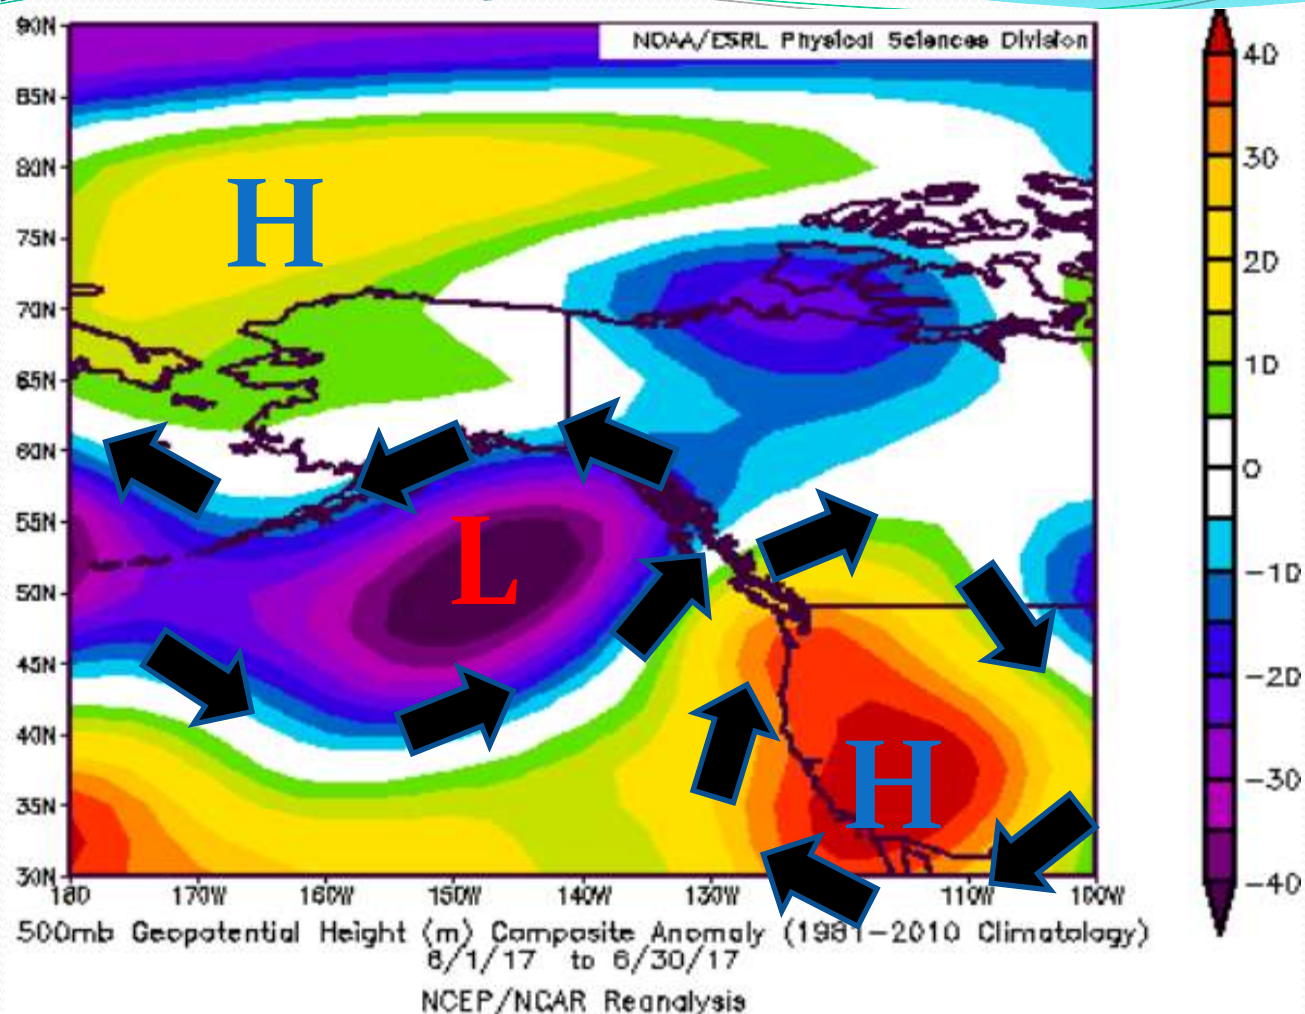 90N
NOAA/ESRL Physical Sciences Division
40
85N
30
80N
H
75N
20
70N
10
65N
60N
0
55N
L
-10
50N
45N
-20
40N
H
-30
35N
30N
-40
180 170W 160W 150W 140W 130W 110W 100W
500mb Geopotential Height (m) Composite Anomaly (1981-2010 Climatology)
6/1/17 to 6/30/17
NCEP/NCAR Reanalysis